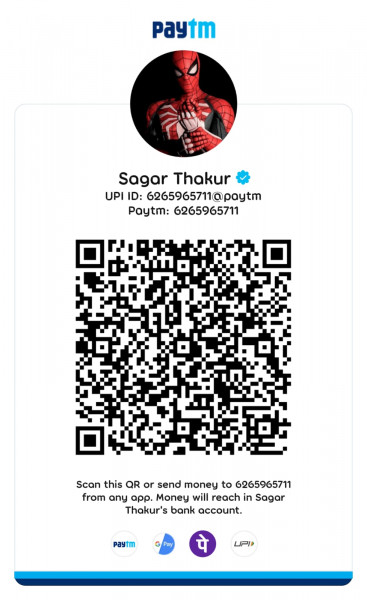 paytm
Sagar Thakur
UPI ID: 6265965711@paytm
Paytm: 6265965711
Scan this QR or send money to 6265965711
from any app. Money will reach in Sagar
Thakur's bank account.
paytm G Pay पे UPI